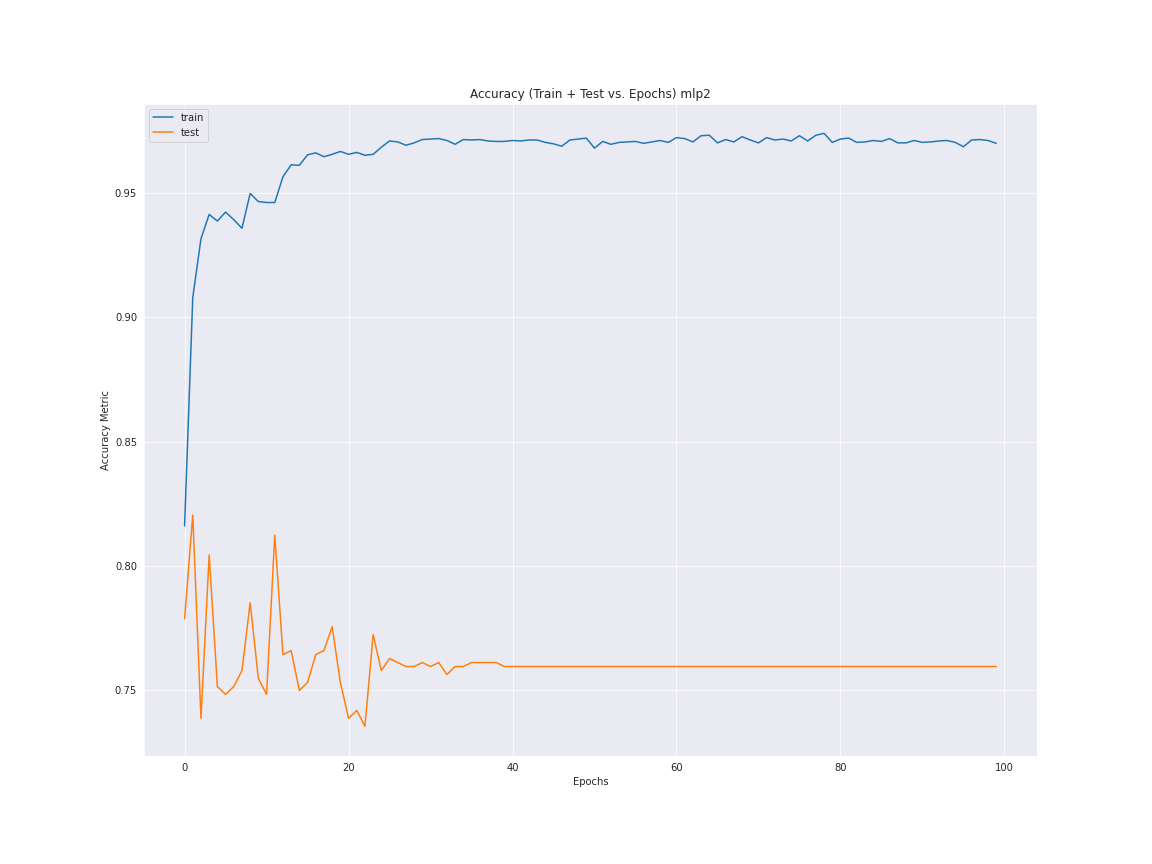 Accuracy (Train + Test vs. Epochs) mlp2
train
test
0.95
0.90
0.85
0.80
0.75
Accuracy Metric
0 20 40 60 80 100
Epochs